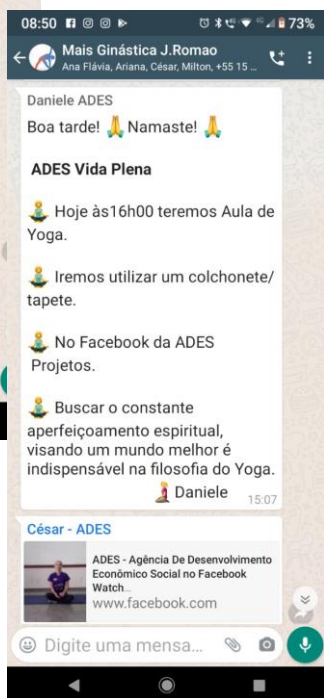 08:50
73%
Mais Ginástica J.Romao
Ana Flávia, Ariana, César, Milton, +55 15 ...
Daniele ADES
Boa tarde! 🙏 Namaste! 🙏
ADES Vida Plena
🧘 Hoje às16h00 teremos Aula de
Yoga.
🧘 Iremos utilizar um colchonete/
tapete.
🧘 No Facebook da ADES
Projetos.
🧘 Buscar o constante
aperfeiçoamento espiritual,
visando um mundo melhor é
indispensável na filosofia do Yoga.
🧘 Daniele 15:07
César - ADES
ADES - Agência De Desenvolvimento
Econômico Social no Facebook
Watch...
www.facebook.com
Digite uma mensa...